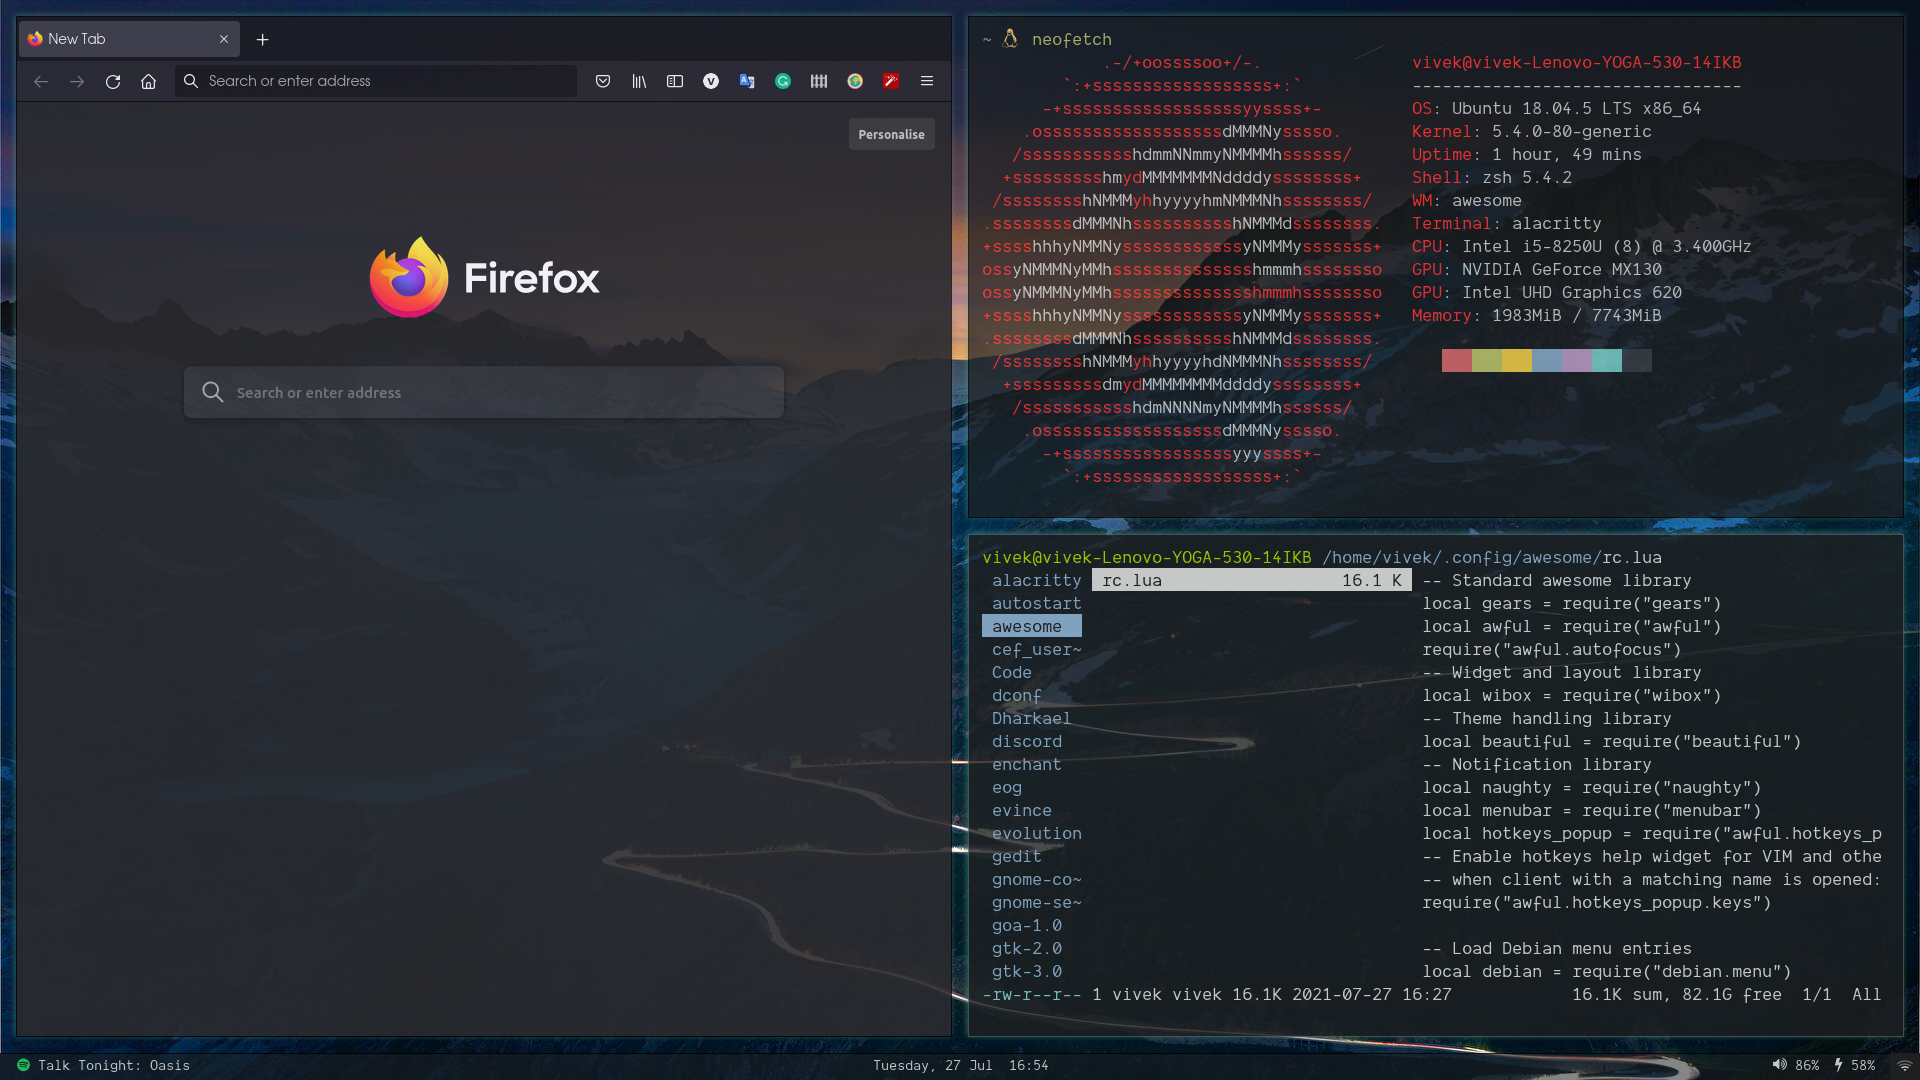 New Tab
Search or enter address
Personalise
Firefox
Search or enter address
~ neofetch
.-/+oossssoo+/-.
`:+ssssssssssssssssss+:`
-+ssssssssssssssssssyyssss+-
.ossssssssssssssssssdMMMNysssso.
/ssssssssssshdmmNNmmyNMMMMhssssss/
+ssssssssshmydMMMMMMMNddddyssssssss+
/sssssssshNMMMyhhyyyyhmNMMMNhssssssss/
.ssssssssdMMMNhsssssssssshNMMMdssssssss.
+sssshhhyNMMNyssssssssssssyNMMMysssssss+
ossyNMMMNyMMhsssssssssssssshmmmhssssssso
ossyNMMMNyMMhsssssssssssssshmmmhssssssso
+sssshhhyNMMNyssssssssssssyNMMMysssssss+
.ssssssssdMMMNhsssssssssshNMMMdssssssss.
/sssssssshNMMMyhhyyyyhdNMMMNhssssssss/
+sssssssssdmydMMMMMMMMddddyssssssss+
/ssssssssssshdmNNNNmyNMMMMhssssss/
.ossssssssssssssssssdMMMNysssso.
-+sssssssssssssssssyyyssss+-
`:+ssssssssssssssssss+:`
vivek@vivek-Lenovo-YOGA-530-14IKB
---------------------------------
OS: Ubuntu 18.04.5 LTS x86_64
Kernel: 5.4.0-80-generic
Uptime: 1 hour, 49 mins
Shell: zsh 5.4.2
WM: awesome
Terminal: alacritty
CPU: Intel i5-8250U (8) @ 3.400GHz
GPU: NVIDIA GeForce MX130
GPU: Intel UHD Graphics 620
Memory: 1983MiB / 7743MiB
vivek@vivek-Lenovo-YOGA-530-14IKB /home/vivek/.config/awesome/rc.lua
alacritty
autostart
awesome
cef_user~
Code
dconf
Dharkael
discord
enchant
eog
evince
evolution
gedit
gnome-co~
gnome-se~
goa-1.0
gtk-2.0
gtk-3.0
rc.lua 16.1 K
-- Standard awesome library
local gears = require("gears")
local awful = require("awful")
require("awful.autofocus")
-- Widget and layout library
local wibox = require("wibox")
-- Theme handling library
local beautiful = require("beautiful")
-- Notification library
local naughty = require("naughty")
local menubar = require("menubar")
local hotkeys_popup = require("awful.hotkeys_p
-- Enable hotkeys help widget for VIM and othe
-- when client with a matching name is opened:
require("awful.hotkeys_popup.keys")
-- Load Debian menu entries
local debian = require("debian.menu")
-rw-r--r-- 1 vivek vivek 16.1K 2021-07-27 16:27 16.1K sum, 82.1G free 1/1 All
Talk Tonight: Oasis
Tuesday, 27 Jul 16:54
86% 58%